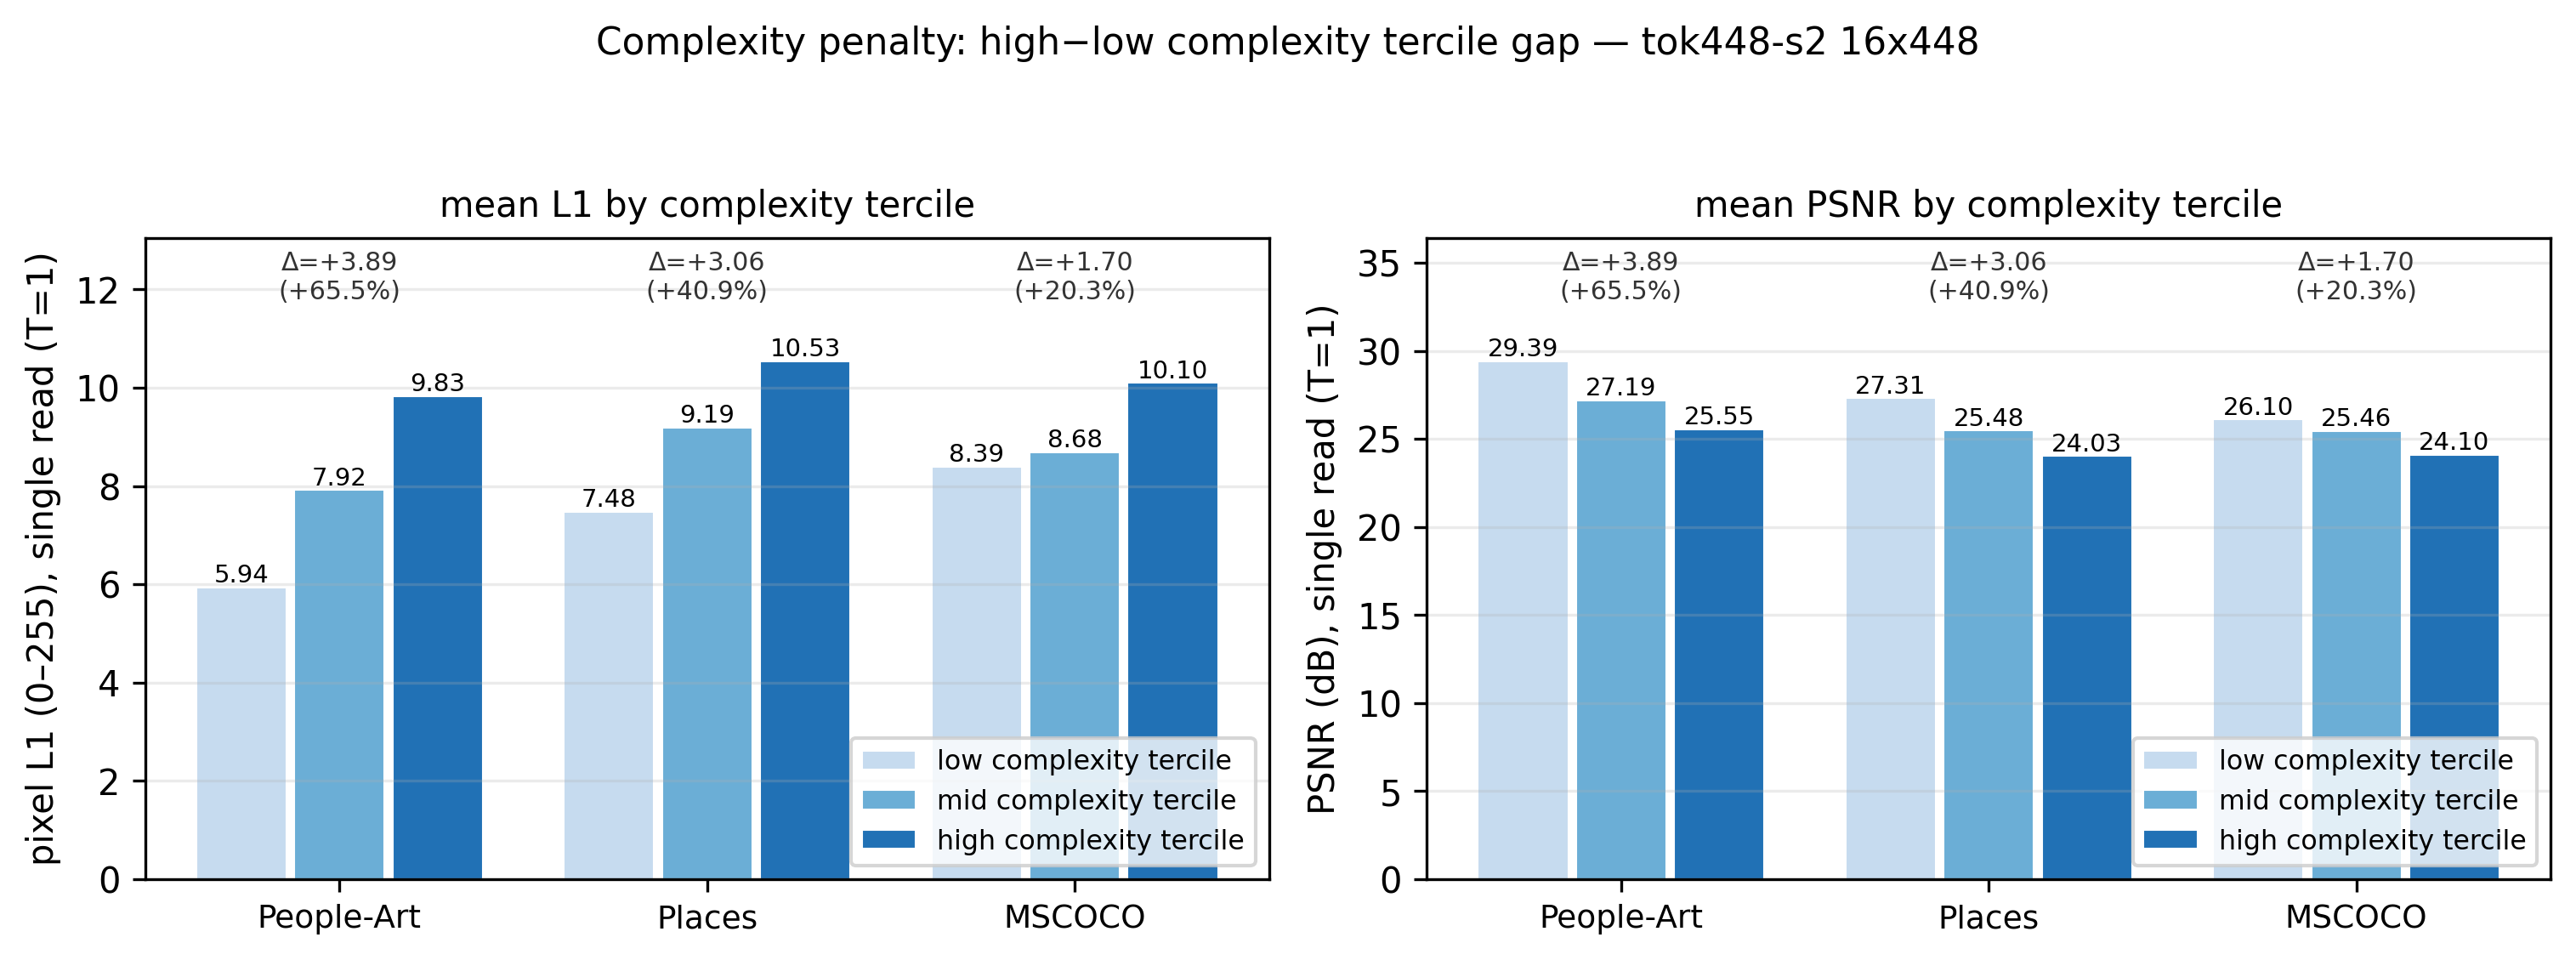 Complexity penalty: high−low complexity tercile gap — tok448-s2 16x448
mean L1 by complexity tercile
pixel L1 (0–255), single read (T=1)
12
10
8
6
4
2
0
Δ=+3.89
(+65.5%)
Δ=+3.06
(+40.9%)
Δ=+1.70
(+20.3%)
5.94
7.92
9.83
7.48
9.19
10.53
8.39
8.68
10.10
low complexity tercile
mid complexity tercile
high complexity tercile
People-Art
Places
MSCOCO
mean PSNR by complexity tercile
PSNR (dB), single read (T=1)
35
30
25
20
15
10
5
0
Δ=+3.89
(+65.5%)
Δ=+3.06
(+40.9%)
Δ=+1.70
(+20.3%)
29.39
27.19
25.55
27.31
25.48
24.03
26.10
25.46
24.10
low complexity tercile
mid complexity tercile
high complexity tercile
People-Art
Places
MSCOCO